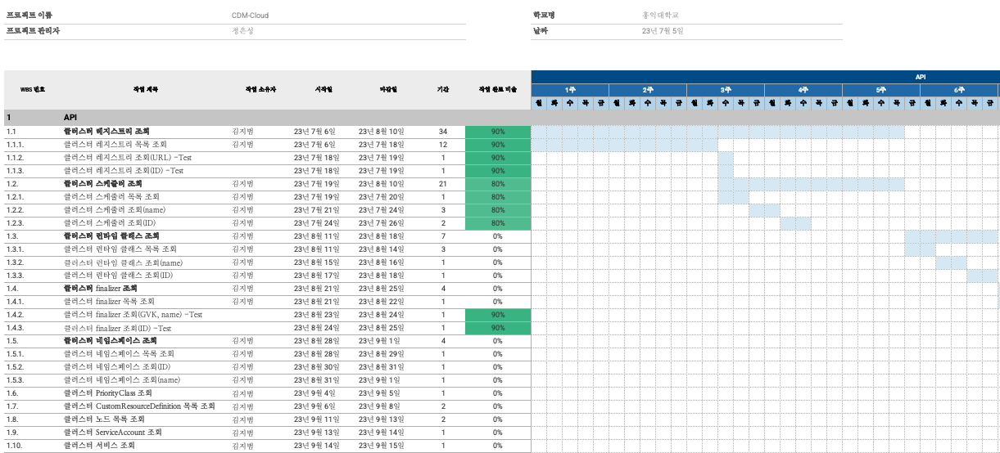 프로젝트 이름 CDM-Cloud 학교명 홍익대학교
프로젝트 관리자 정은성 날짜 23년 7월 5일
API
WBS 번호 작업 제목 작업 소유자 시작일 마감일 기간 작업 완료 비율 1주 2주 3주 4주 5주 6주
월 화 수 목 금 월 화 수 목 금 월 화 수 목 금 월 화 수 목 금 월 화 수 목 금 월 화 수 목 금
1 API
1.1 클러스터 레지스트리 조회 김지범 23년 7월 6일 23년 8월 10일 34 90%
1.1.1. 클러스터 레지스트리 목록 조회 김지범 23년 7월 6일 23년 7월 18일 12 90%
1.1.2. 클러스터 레지스트리 조회(URL) -Test 23년 7월 18일 23년 7월 19일 1 90%
1.1.3. 클러스터 레지스트리 조회(ID) -Test 23년 7월 18일 23년 7월 19일 1 90%
1.2. 클러스터 스케줄러 조회 김지범 23년 7월 19일 23년 8월 10일 21 80%
1.2.1. 클러스터 스케줄러 목록 조회 김지범 23년 7월 19일 23년 7월 20일 1 80%
1.2.2. 클러스터 스케줄러 조회(name) 김지범 23년 7월 21일 23년 7월 24일 3 80%
1.2.3. 클러스터 스케줄러 조회(ID) 김지범 23년 7월 24일 23년 7월 26일 2 80%
1.3. 클러스터 런타임 클래스 조회 김지범 23년 8월 11일 23년 8월 18일 7 0%
1.3.1. 클러스터 런타임 클래스 목록 조회 김지범 23년 8월 11일 23년 8월 14일 3 0%
1.3.2. 클러스터 런타임 클래스 조회(name) 김지범 23년 8월 15일 23년 8월 16일 1 0%
1.3.3. 클러스터 런타임 클래스 조회(ID) 김지범 23년 8월 17일 23년 8월 18일 1 0%
1.4. 클러스터 finalizer 조회 김지범 23년 8월 21일 23년 8월 25일 4 0%
1.4.1. 클러스터 finalizer 목록 조회 김지범 23년 8월 21일 23년 8월 22일 1 0%
1.4.2. 클러스터 finalizer 조회(GVK, name) -Test 23년 8월 23일 23년 8월 24일 1 90%
1.4.3. 클러스터 finalizer 조회(ID) -Test 23년 8월 24일 23년 8월 25일 1 90%
1.5. 클러스터 네임스페이스 조회 김지범 23년 8월 28일 23년 9월 1일 4 0%
1.5.1. 클러스터 네임스페이스 목록 조회 김지범 23년 8월 28일 23년 8월 29일 1 0%
1.5.2. 클러스터 네임스페이스 조회(ID) 김지범 23년 8월 30일 23년 8월 31일 1 0%
1.5.3. 클러스터 네임스페이스 조회(name) 김지범 23년 8월 31일 23년 9월 1일 1 0%
1.6. 클러스터 PriorityClass 조회 김지범 23년 9월 4일 23년 9월 5일 1 0%
1.7. 클러스터 CustomResourceDefinition 목록 조회 김지범 23년 9월 6일 23년 9월 8일 2 0%
1.8. 클러스터 노드 목록 조회 김지범 23년 9월 11일 23년 9월 13일 2 0%
1.9. 클러스터 ServiceAccount 조회 김지범 23년 9월 13일 23년 9월 14일 1 0%
1.10. 클러스터 서비스 조회 김지범 23년 9월 14일 23년 9월 15일 1 0%